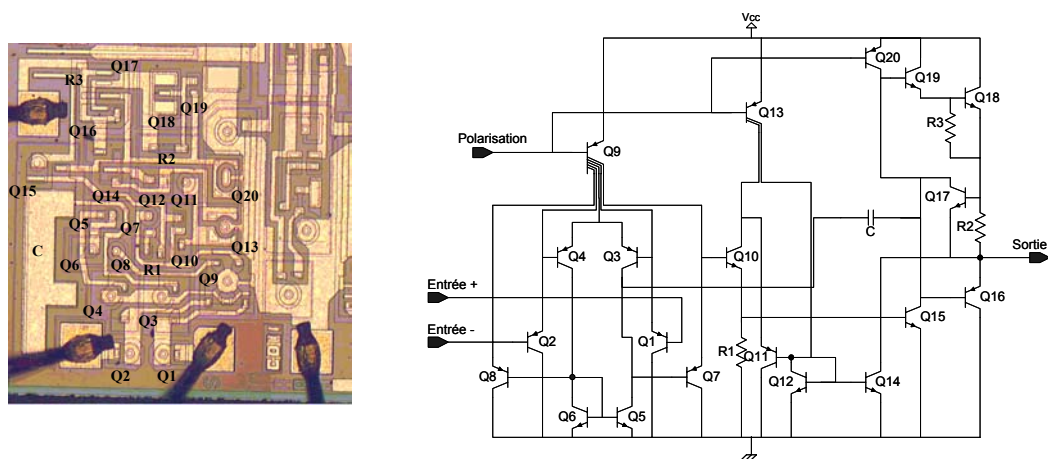 Q17
R3
Q19
Q18
Q16
R2
Q15
Q14 Q12 Q11 Q20
Q5 Q7
C
Q13
Q6 Q8 R1 Q10
Q9
Q4 Q3
Q2 Q1
Vcc
Q20
Q19
Q18
Q13
R3
Polarisation
Q9
Q17
C
R2
Sortie
Q4 Q3 Q10
Entrée +
Q16
Q15
Entrée -
Q2 Q1 R1 Q11
Q8 Q7 Q12 Q14
Q6 Q5